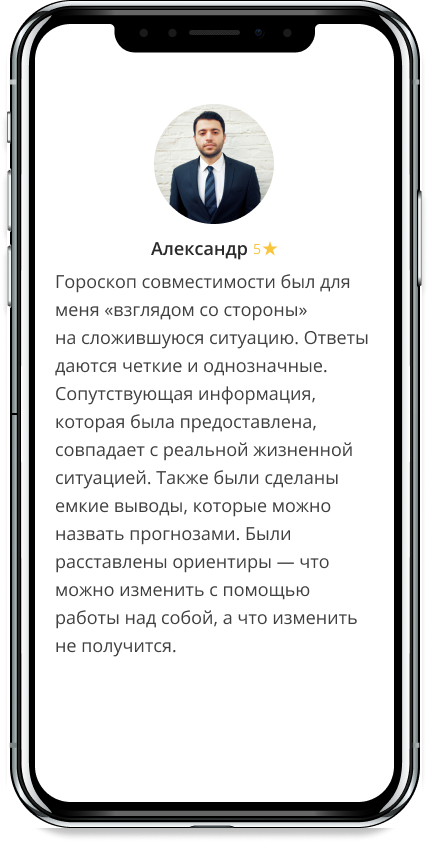 Александр 5★
Гороскоп совместимости был для
меня «взглядом со стороны»
на сложившуюся ситуацию. Ответы
даются четкие и однозначные.
Сопутствующая информация,
которая была предоставлена,
совпадает с реальной жизненной
ситуацией. Также были сделаны
емкие выводы, которые можно
назвать прогнозами. Были
расставлены ориентиры — что
можно изменить с помощью
работы над собой, а что изменить
не получится.